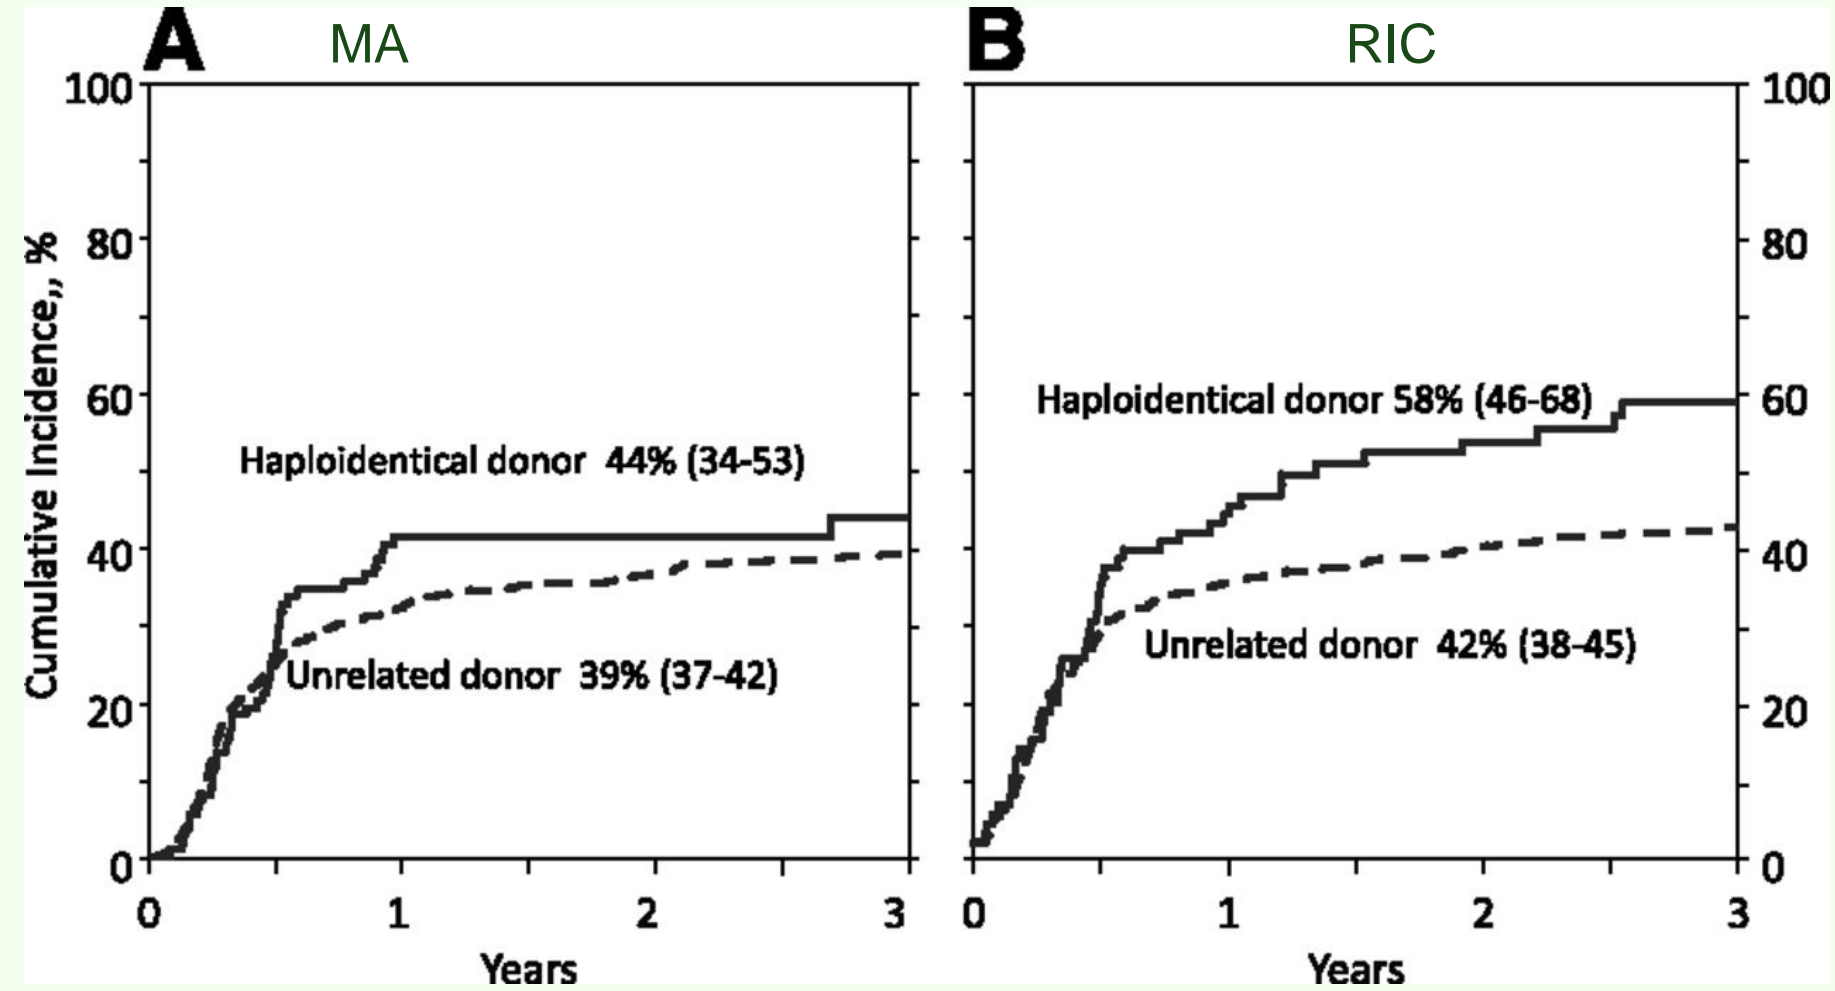 A MA
100
80
60
40
20
0
Cumulative Incidence,, %
Haploidentical donor 44% (34-53)
Unrelated donor 39% (37-42)
0 1 2 3
Years
B RIC
100
80
60
40
20
0
Haploidentical donor 58% (46-68)
Unrelated donor 42% (38-45)
0 1 2 3
Years